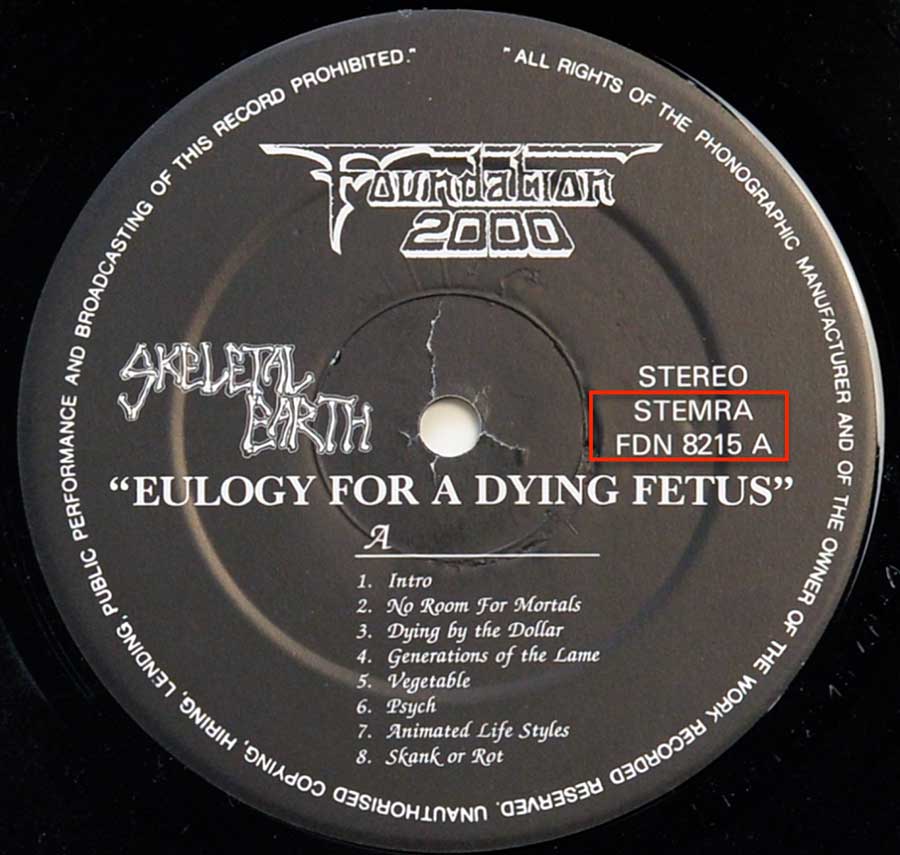 "ALL RIGHTS OF THE PHONOGRAPHIC MANUFACTURER AND OF THE OWNER OF THE WORK RECORDED RESERVED. UNAUTHORISED COPYING, HIRING, LENDING, PUBLIC PERFORMANCE AND BROADCASTING OF THIS RECORD PROHIBITED."
Foundation
2000
SKELETAL
EARTH
STEREO
STEMRA
FDN 8215 A
“EULOGY FOR A DYING FETUS”
A
1. Intro
2. No Room For Mortals
3. Dying by the Dollar
4. Generations of the Lame
5. Vegetable
6. Psych
7. Animated Life Styles
8. Skank or Rot